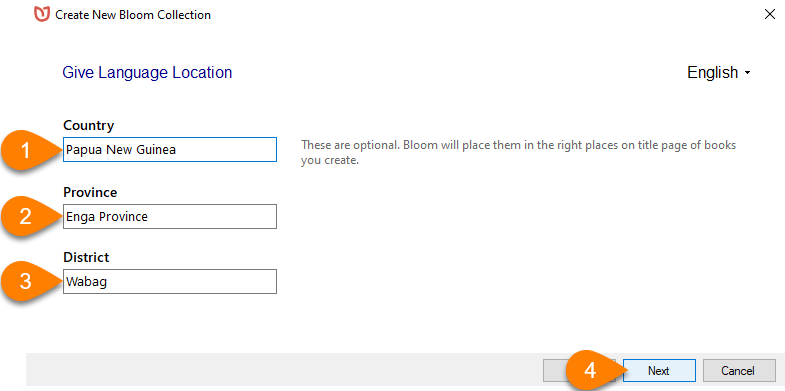 Create New Bloom Collection
Give Language Location
English
Country
1
Papua New Guinea
These are optional. Bloom will place them in the right places on title page of books
you create.
Province
2
Enga Province
District
3
Wabag
4
Next
Cancel